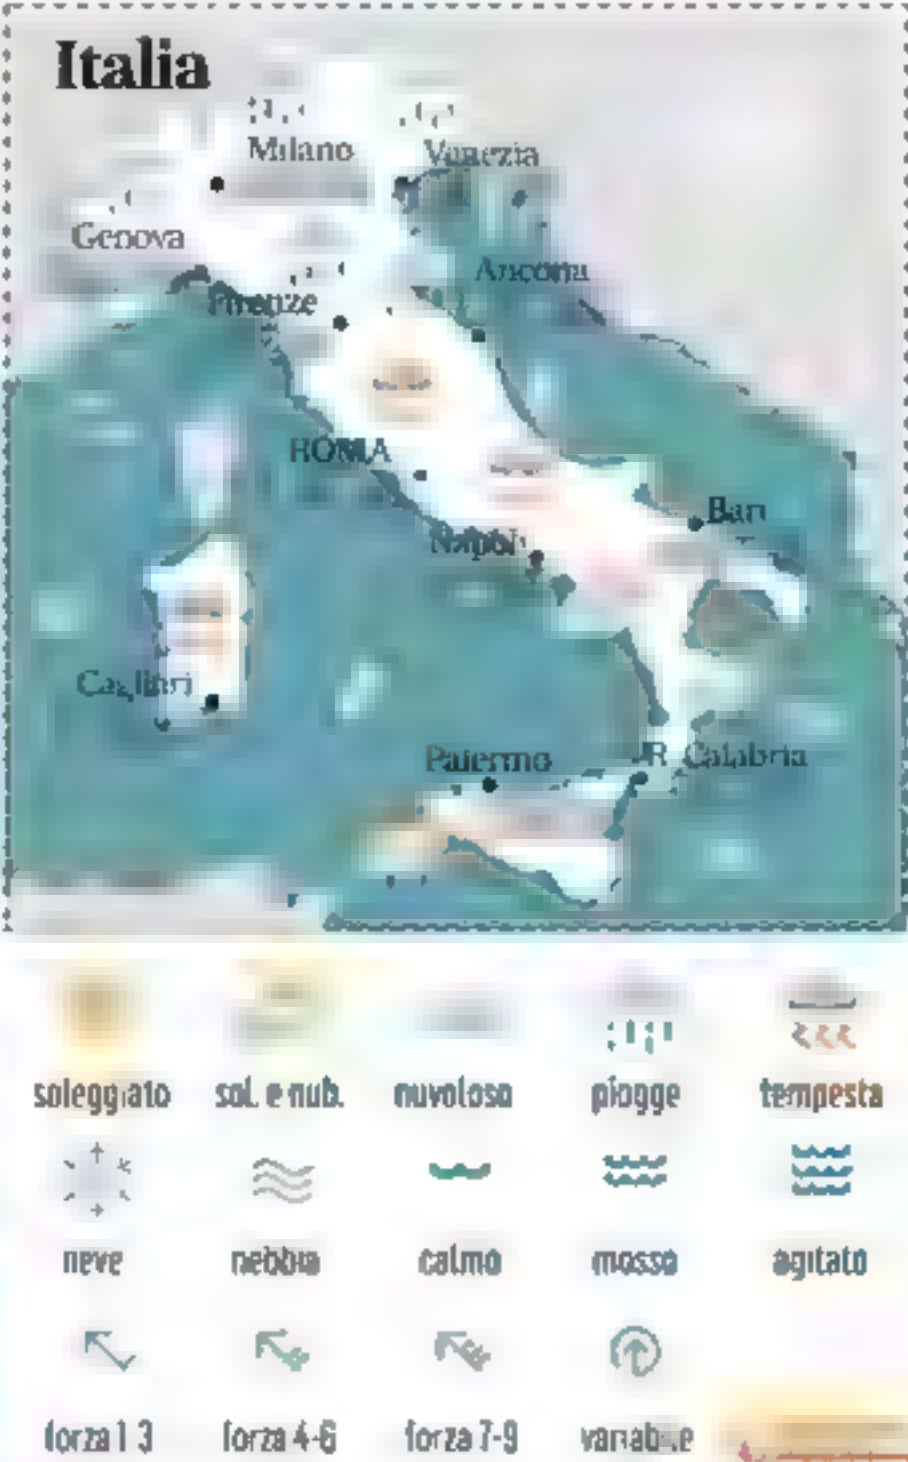 Italia
Milano
Venezia
Genova
Ancona
Firenze
ROMA
Bari
Napoli
Cagliari
Palermo
R. Calabria
soleggiato sol. e nub. nuvoloso piogge tempesta
neve nebbia calmo mosso agitato
forza 1-3 forza 4-6 forza 7-9 variabile